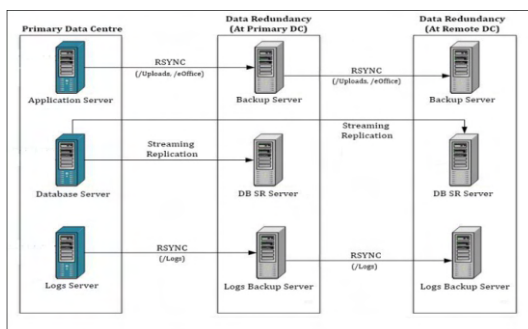 Primary Data Centre
Data Redundancy
(At Primary DC)
Data Redundancy
(At Remote DC)
RSYNC
(/Uploads, /eOffice)
RSYNC
(/Uploads, /eOffice)
Application Server
Backup Server
Backup Server
Streaming
Replication
Streaming
Replication
Database Server
DB SR Server
DB SR Server
RSYNC
(/Logs)
RSYNC
(/Logs)
Logs Server
Logs Backup Server
Logs Backup Server